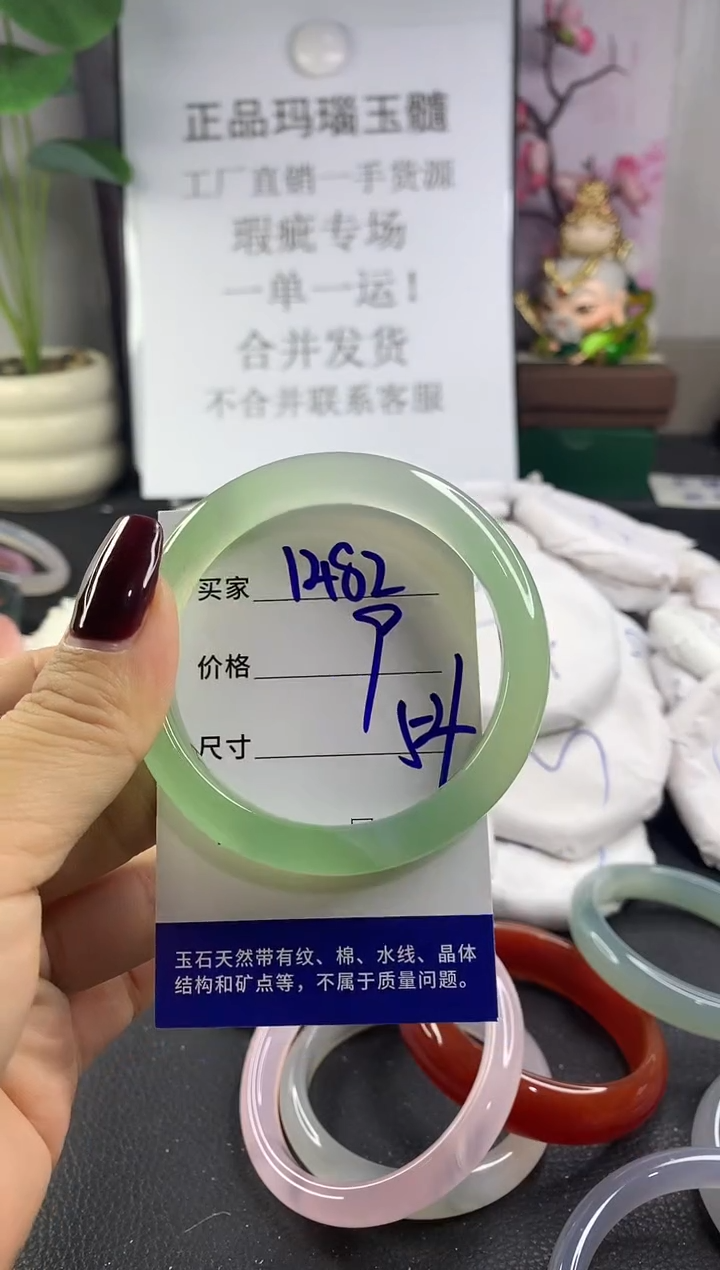 正品玛瑙玉髓
工厂直销一手货源
瑕疵专场
一单一运！
合并发货
不合并联系客服
买家 1482
价格 9
尺寸 54
玉石天然带有纹、棉、水线、晶体
结构和矿点等，不属于质量问题。